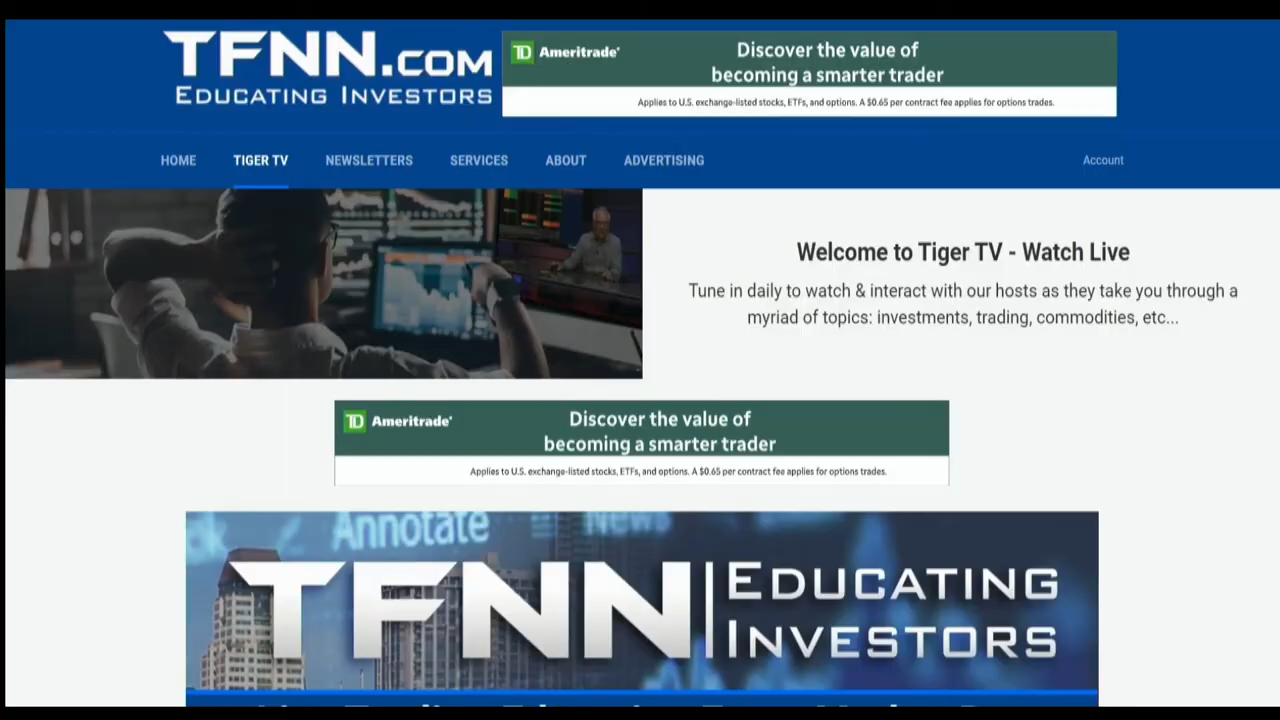 TFNN.COM
EDUCATING INVESTORS
TD Ameritrade
Discover the value of
becoming a smarter trader
Applies to U.S. exchange-listed stocks, ETFs, and options. A $0.65 per contract fee applies for options trades.
HOME TIGER TV NEWSLETTERS SERVICES ABOUT ADVERTISING Account
Welcome to Tiger TV - Watch Live
Tune in daily to watch & interact with our hosts as they take you through a
myriad of topics: investments, trading, commodities, etc...
TD Ameritrade
Discover the value of
becoming a smarter trader
Applies to U.S. exchange-listed stocks, ETFs, and options. A $0.65 per contract fee applies for options trades.
Annotate News
TFNN EDUCATING
INVESTORS